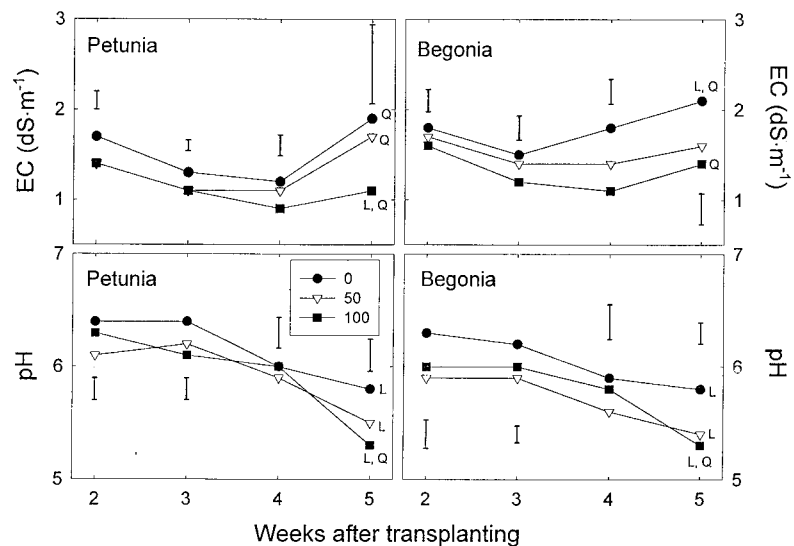 3
2
1
EC (dS·m⁻¹)
Petunia
Q
Q
L, Q
Begonia
L, Q
Q
3
2
1
EC (dS·m⁻¹)
7
6
5
pH
Petunia
0
50
100
L
L
L, Q
2 3 4 5
Begonia
L
L
L, Q
2 3 4 5
7
6
5
pH
Weeks after transplanting